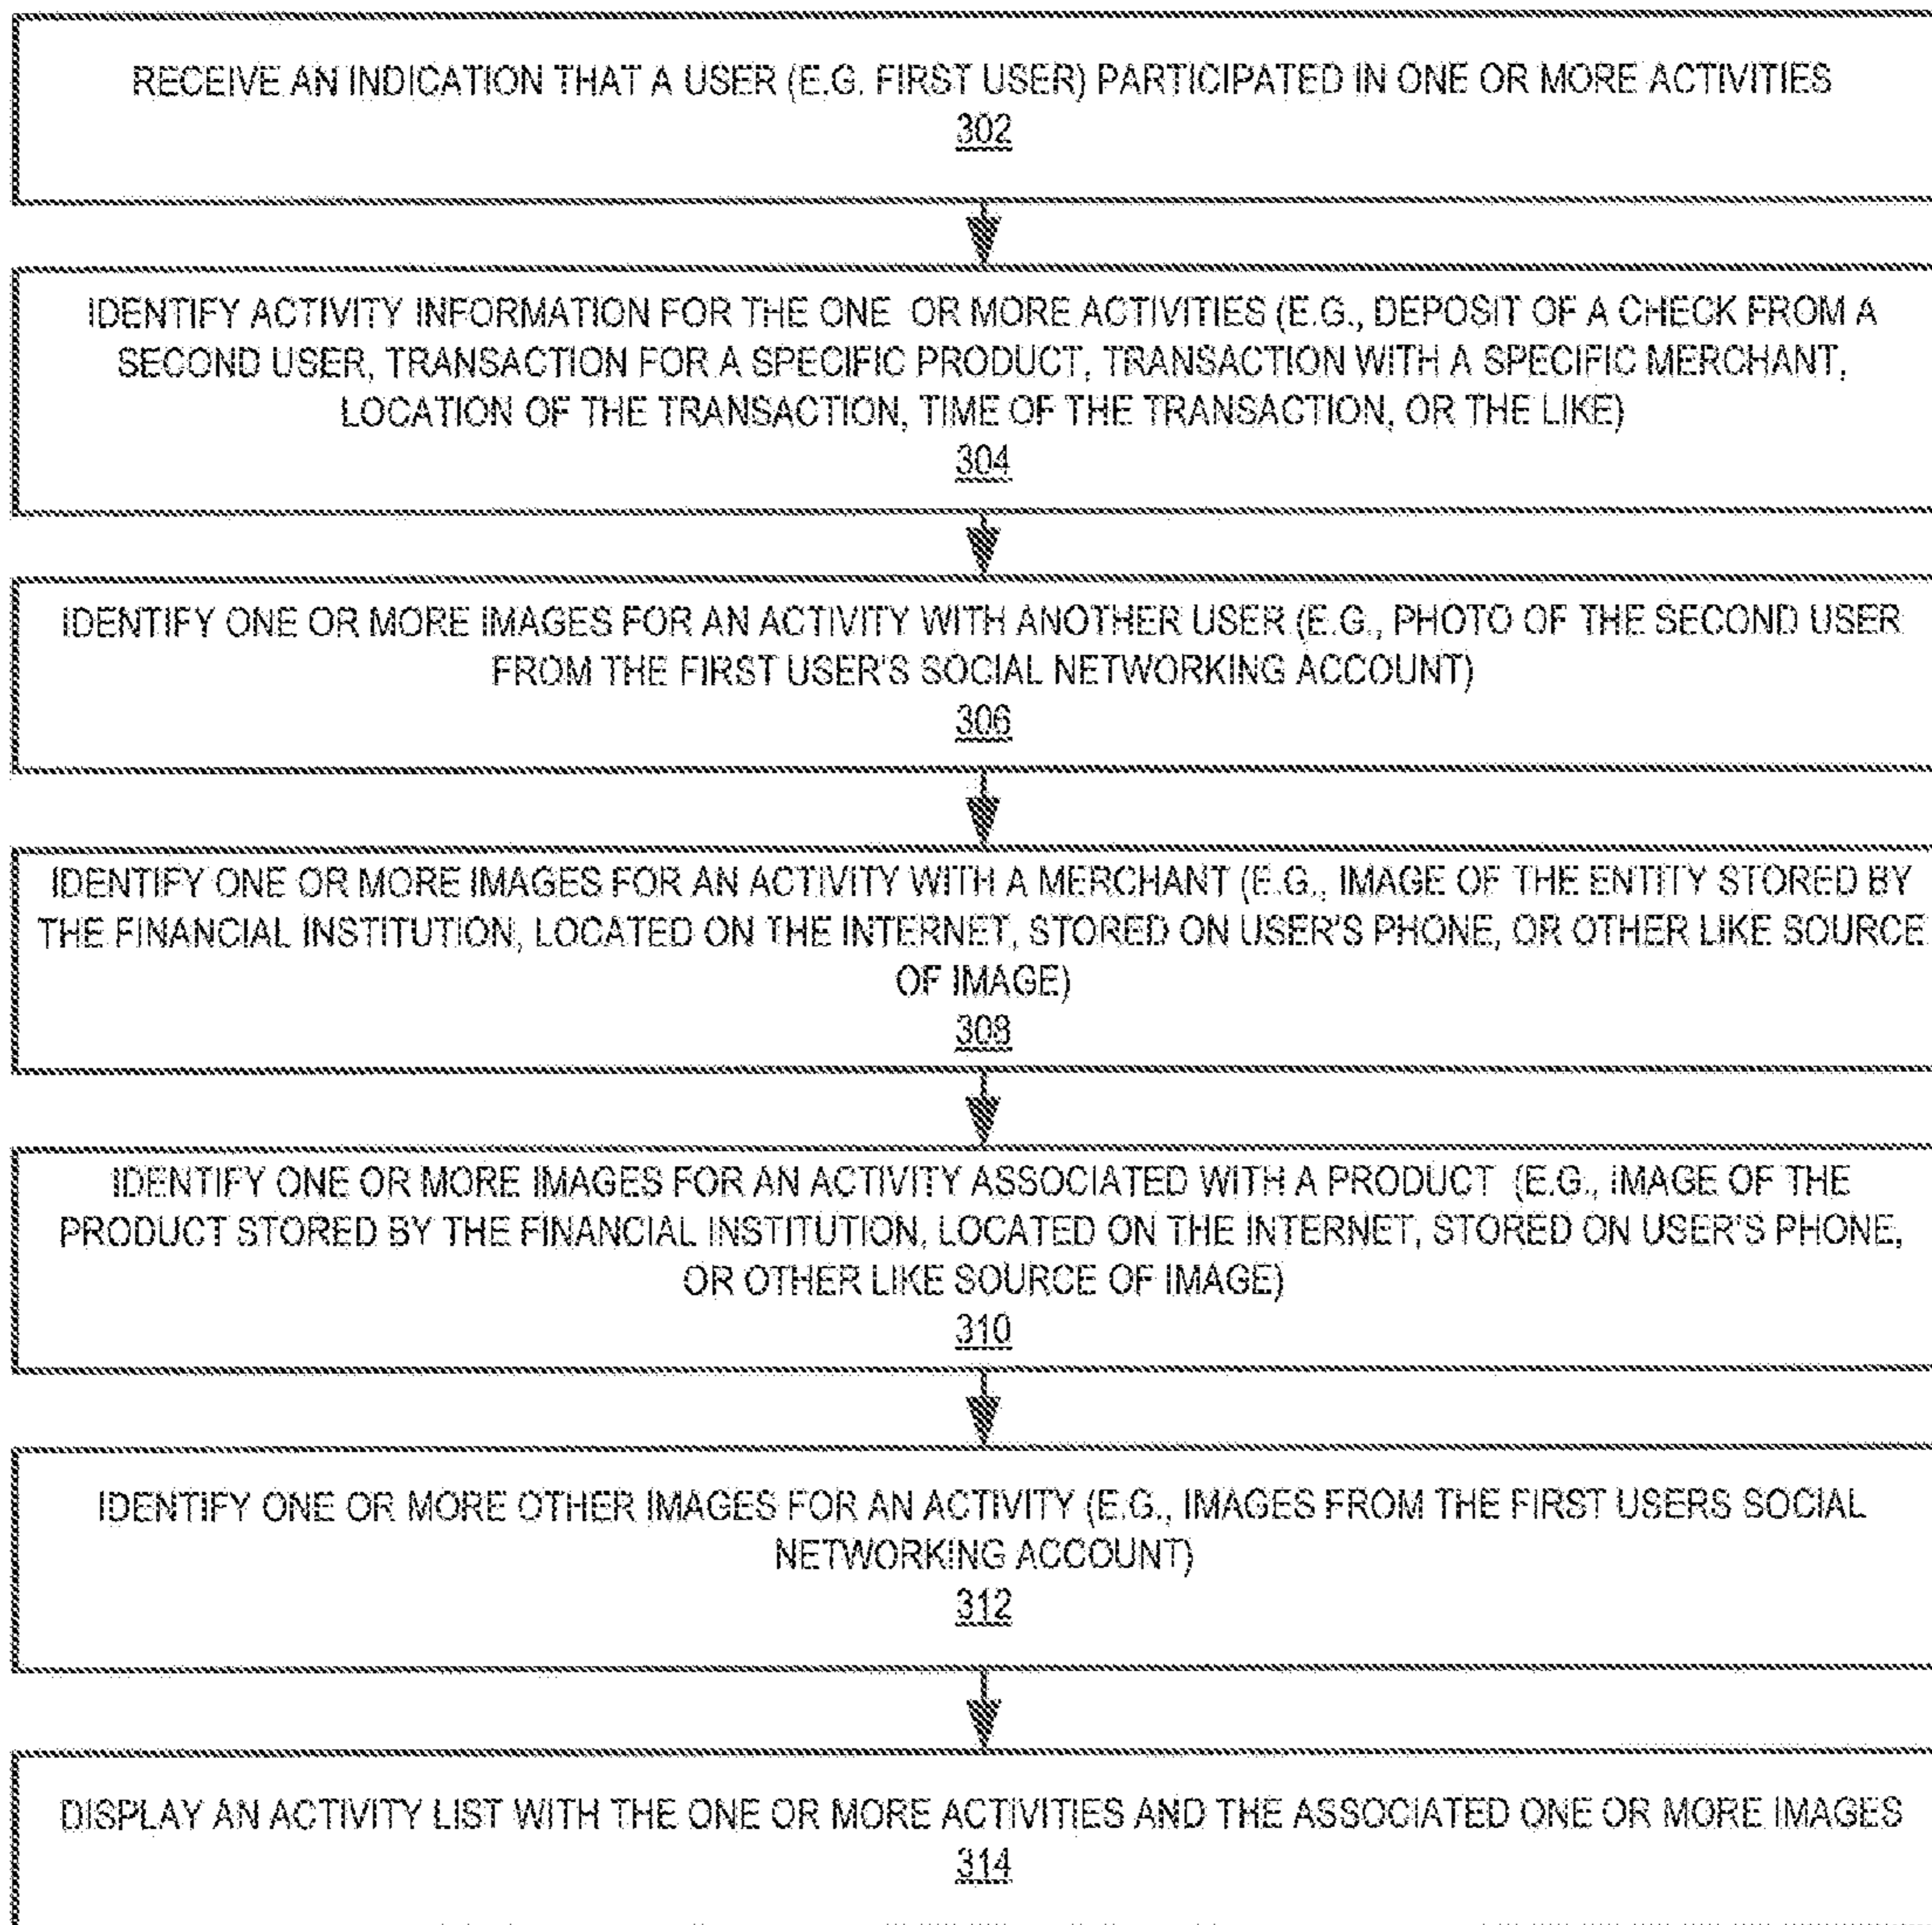 RECEIVE AN INDICATION THAT A USER (E.G. FIRST USER) PARTICIPATED IN ONE OR MORE ACTIVITIES
302
IDENTIFY ACTIVITY INFORMATION FOR THE ONE OR MORE ACTIVITIES (E.G., DEPOSIT OF A CHECK FROM A
SECOND USER, TRANSACTION FOR A SPECIFIC PRODUCT, TRANSACTION WITH A SPECIFIC MERCHANT,
LOCATION OF THE TRANSACTION, TIME OF THE TRANSACTION, OR THE LIKE)
304
IDENTIFY ONE OR MORE IMAGES FOR AN ACTIVITY WITH ANOTHER USER (E.G., PHOTO OF THE SECOND USER
FROM THE FIRST USER'S SOCIAL NETWORKING ACCOUNT)
306
IDENTIFY ONE OR MORE IMAGES FOR AN ACTIVITY WITH A MERCHANT (E.G., IMAGE OF THE ENTITY STORED BY
THE FINANCIAL INSTITUTION, LOCATED ON THE INTERNET, STORED ON USER'S PHONE, OR OTHER LIKE SOURCE
OF IMAGE)
308
IDENTIFY ONE OR MORE IMAGES FOR AN ACTIVITY ASSOCIATED WITH A PRODUCT (E.G., IMAGE OF THE
PRODUCT STORED BY THE FINANCIAL INSTITUTION, LOCATED ON THE INTERNET, STORED ON USER'S PHONE,
OR OTHER LIKE SOURCE OF IMAGE)
310
IDENTIFY ONE OR MORE OTHER IMAGES FOR AN ACTIVITY (E.G., IMAGES FROM THE FIRST USERS SOCIAL
NETWORKING ACCOUNT)
312
DISPLAY AN ACTIVITY LIST WITH THE ONE OR MORE ACTIVITIES AND THE ASSOCIATED ONE OR MORE IMAGES
314